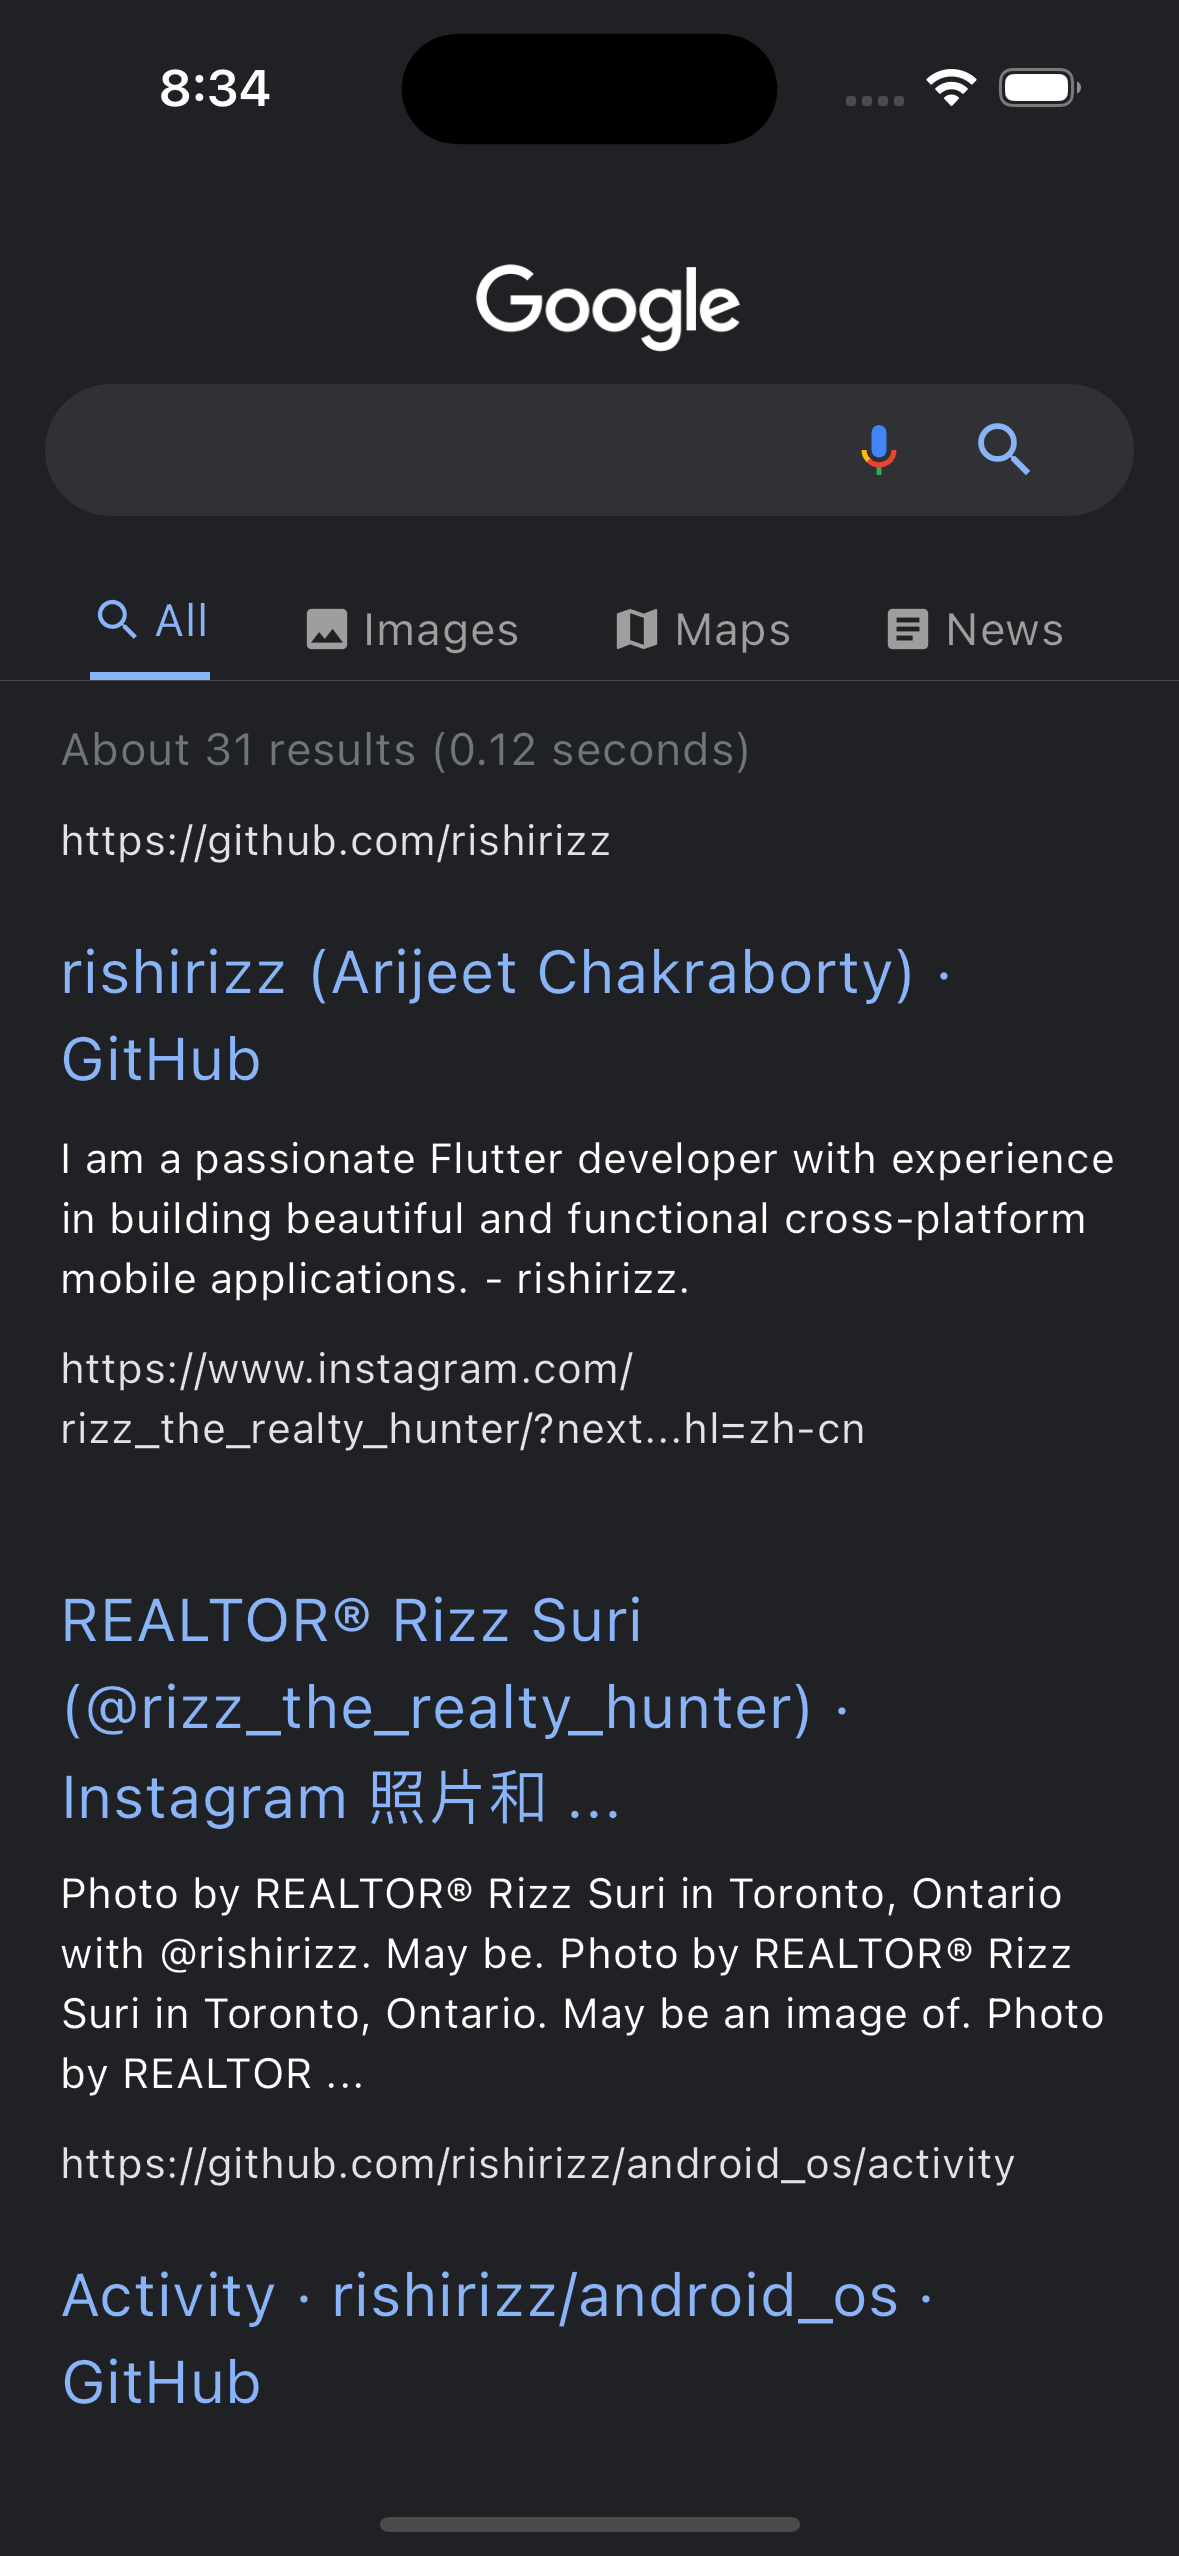 8:34
Google
All Images Maps News
About 31 results (0.12 seconds)
https://github.com/rishirizz
rishirizz (Arijeet Chakraborty) ·
GitHub
I am a passionate Flutter developer with experience
in building beautiful and functional cross-platform
mobile applications. - rishirizz.
https://www.instagram.com/
rizz_the_realty_hunter/?next...hl=zh-cn
REALTOR® Rizz Suri
(@rizz_the_realty_hunter) ·
Instagram 照片和 ...
Photo by REALTOR® Rizz Suri in Toronto, Ontario
with @rishirizz. May be. Photo by REALTOR® Rizz
Suri in Toronto, Ontario. May be an image of. Photo
by REALTOR ...
https://github.com/rishirizz/android_os/activity
Activity · rishirizz/android_os ·
GitHub